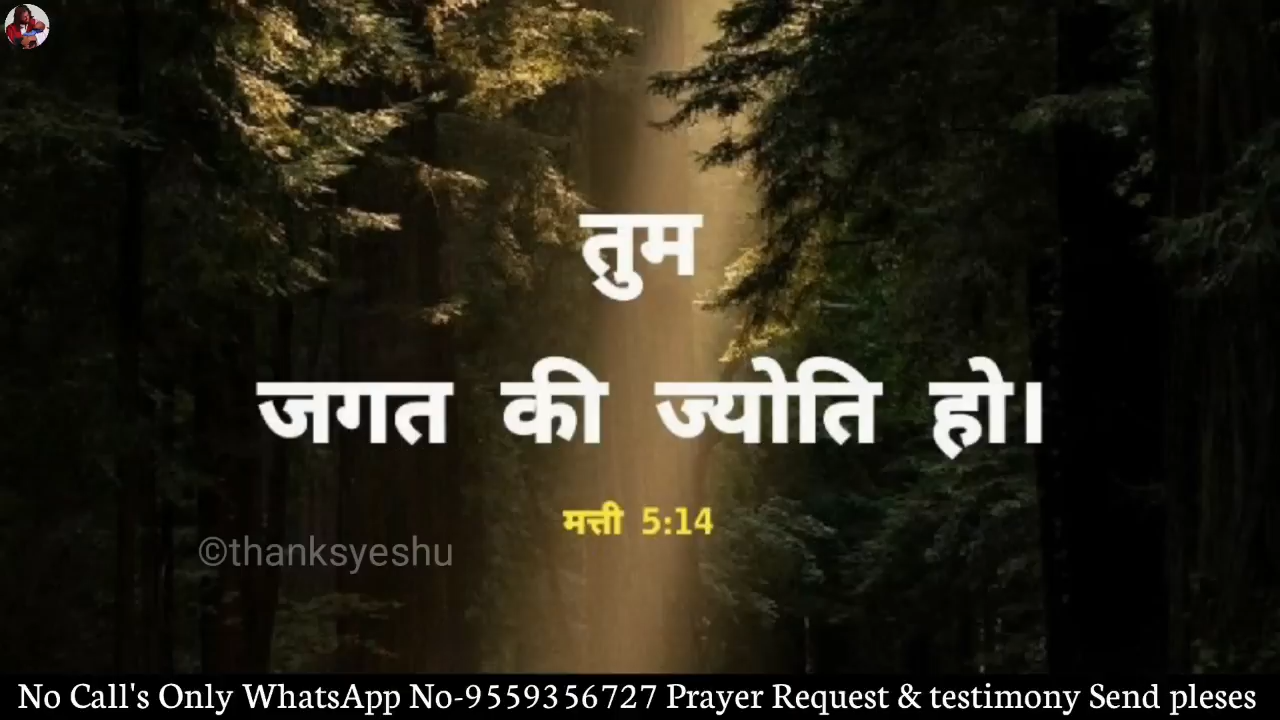 तुम
जगत की ज्योति हो।
मत्ती 5:14
©thanksyeshu
No Call's Only WhatsApp No-9559356727 Prayer Request & testimony Send pleses